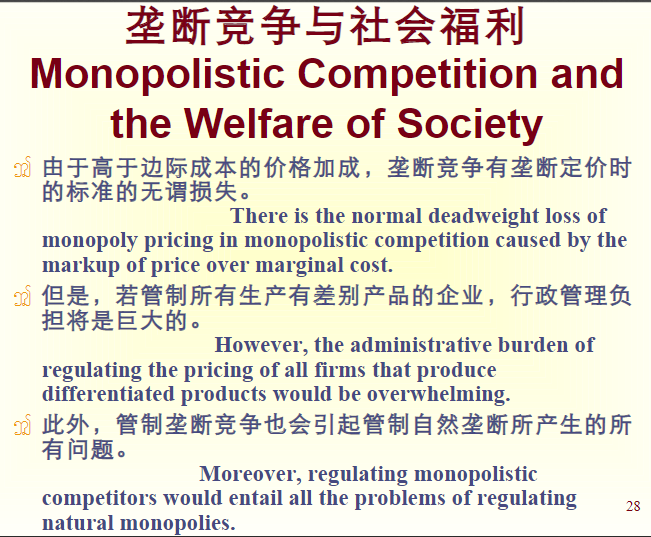 垄断竞争与社会福利
Monopolistic Competition and
the Welfare of Society
由于高于边际成本的价格加成，垄断竞争有垄断定价时
的标准的无谓损失。
There is the normal deadweight loss of
monopoly pricing in monopolistic competition caused by the
markup of price over marginal cost.
但是，若管制所有生产有差别产品的企业，行政管理负
担将是巨大的。
However, the administrative burden of
regulating the pricing of all firms that produce
differentiated products would be overwhelming.
此外，管制垄断竞争也会引起管制自然垄断所产生的所
有问题。
Moreover, regulating monopolistic
competitors would entail all the problems of regulating
natural monopolies.
28